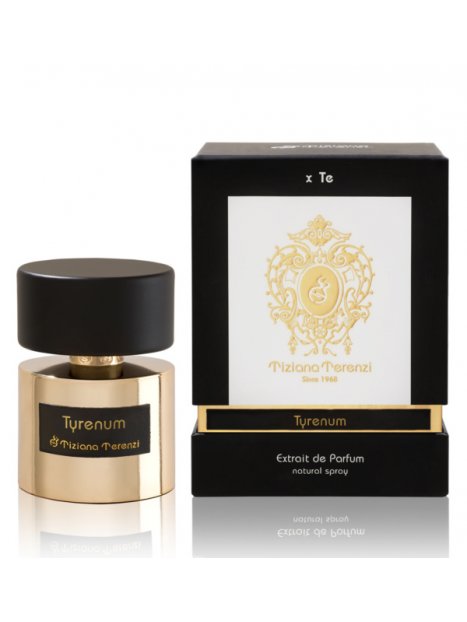 x Te
Tiziana Terenzi
Since 1968
Tyrenum
Extrait de Parfum
natural spray
Tyrenum
Tiziana Terenzi